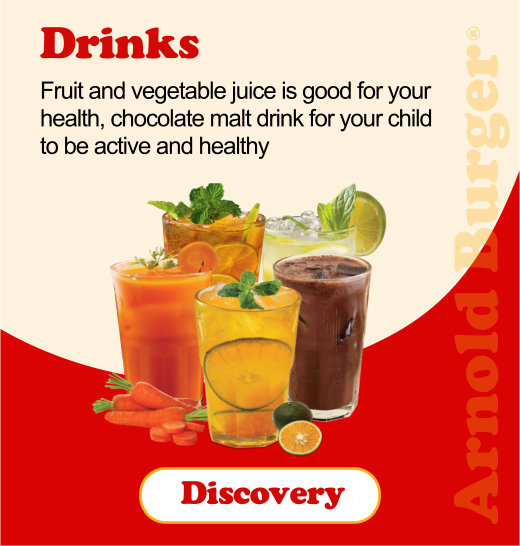 Drinks
Fruit and vegetable juice is good for your
health, chocolate malt drink for your child
to be active and healthy
Arnold Burger®
Discovery